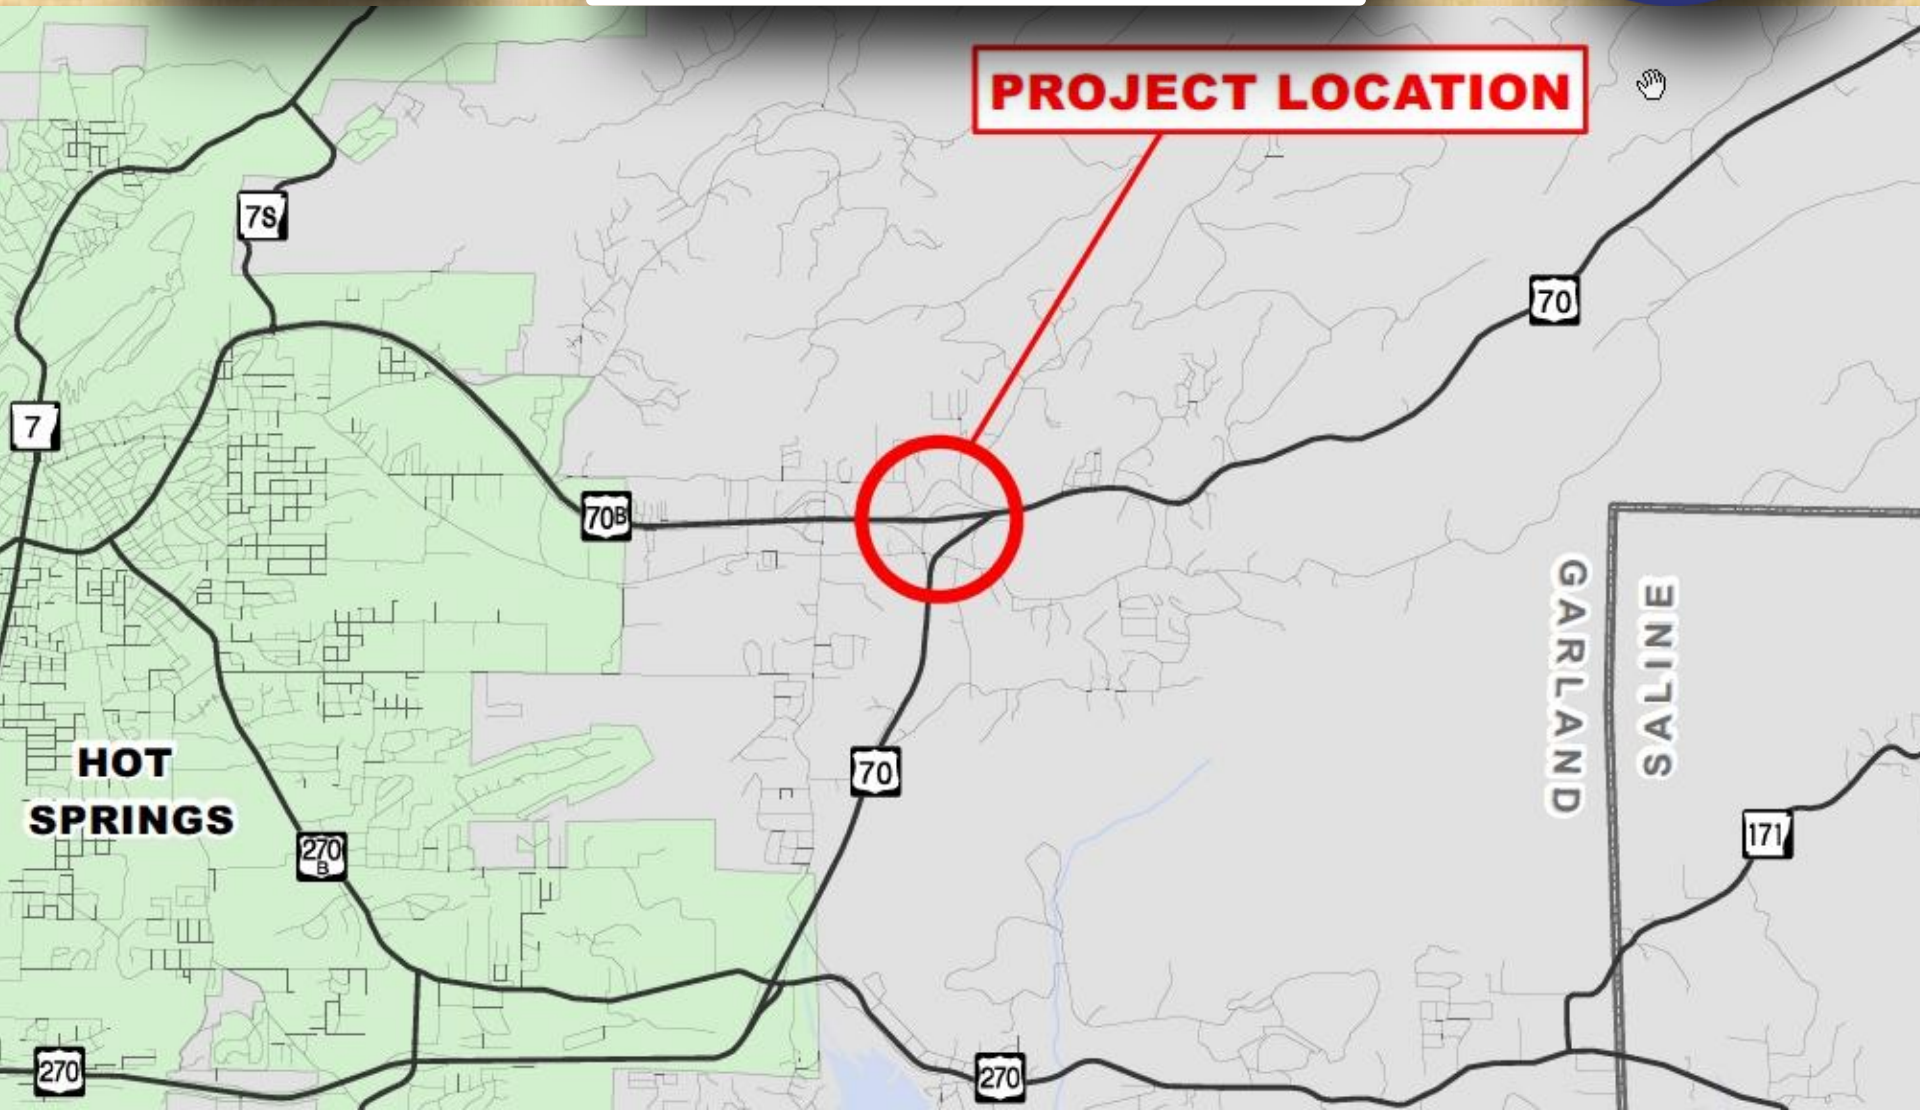 PROJECT LOCATION
7S
70
7
70B
GARLAND
SALINE
70
HOT
SPRINGS
171
270
B
270
270